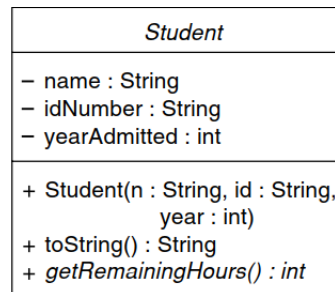 Student
– name : String
– idNumber : String
– yearAdmitted : int
+ Student(n : String, id : String,
year : int)
+ toString() : String
+ getRemainingHours() : int